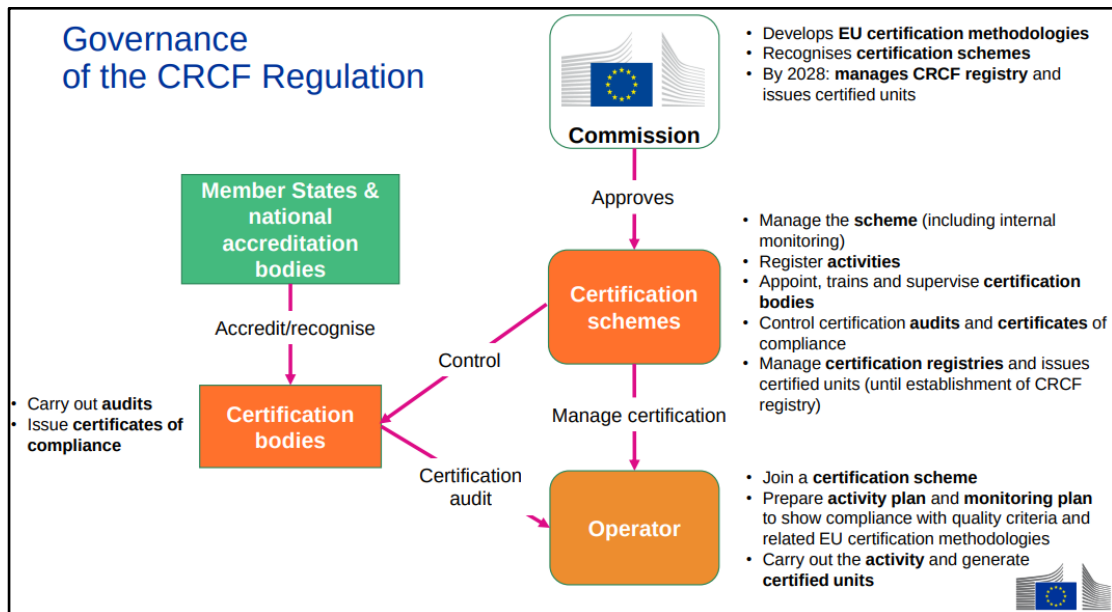 Governance
of the CRCF Regulation
Commission
• Develops EU certification methodologies
• Recognises certification schemes
• By 2028: manages CRCF registry and
issues certified units
Approves
Member States &
national
accreditation
bodies
Accredit/recognise
Certification
schemes
• Manage the scheme (including internal
monitoring)
• Register activities
• Appoint, trains and supervise certification
bodies
• Control certification audits and certificates of
compliance
• Manage certification registries and issues
certified units (until establishment of CRCF
registry)
Control
Manage certification
• Carry out audits
• Issue certificates of
compliance
Certification
bodies
Certification
audit
Operator
• Join a certification scheme
• Prepare activity plan and monitoring plan
to show compliance with quality criteria and
related EU certification methodologies
• Carry out the activity and generate
certified units